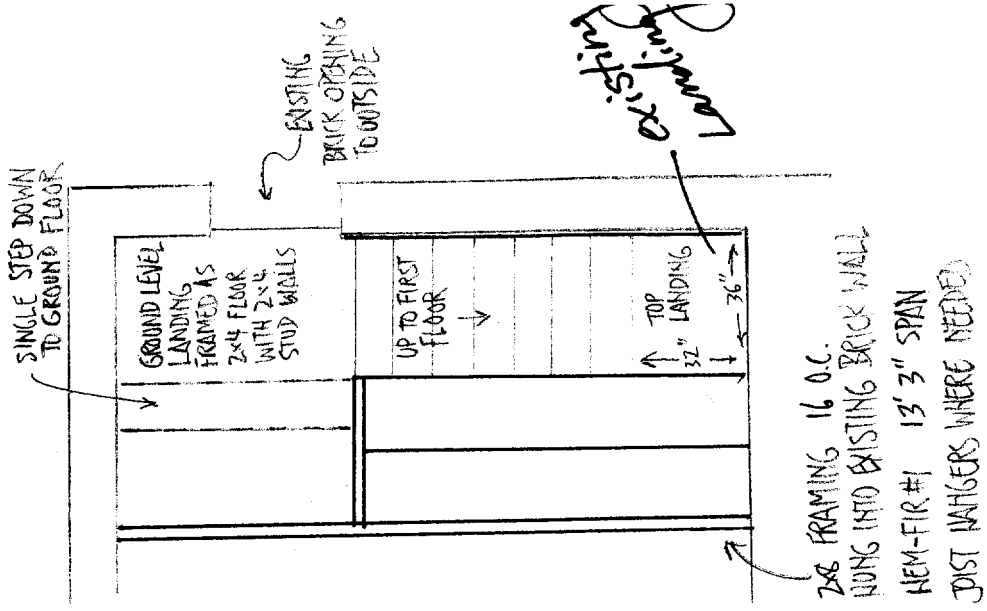 SINGLE STEP DOWN
TO GROUND FLOOR
EXISTING
BRICK OPENING
TO OUTSIDE
GROUND LEVEL
LANDING
FRAMED AS
2x4 FLOOR
WITH 2x4
STUD WALLS
UP TO FIRST
FLOOR
TOP
LANDING
32"
36"
existing
Landing
2x8 FRAMING 16 O.C.
HUNG INTO EXISTING BRICK WALL
HEM-FIR #1 13' 3" SPAN
JOIST HANGERS WHERE NEEDED